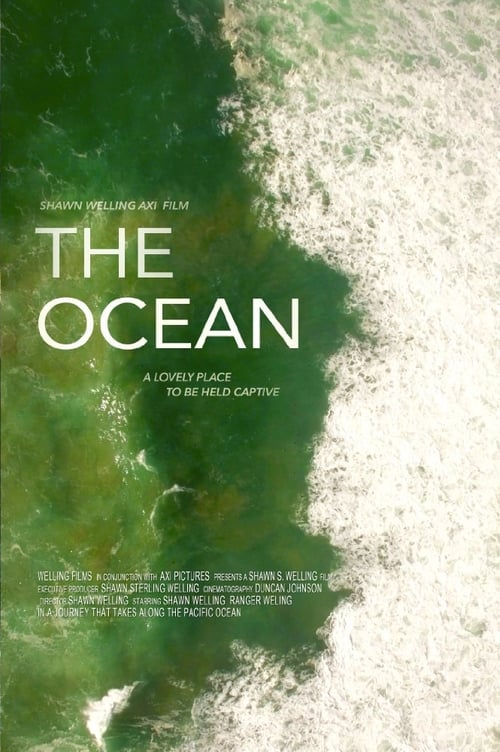 SHAWN WELLING AXI FILM
THE
OCEAN
A LOVELY PLACE
TO BE HELD CAPTIVE
WELLING FILMS IN CONJUNCTION WITH AXI PICTURES PRESENTS A SHAWN S. WELLING FILM
EXECUTIVE PRODUCER SHAWN STERLING WELLING CINEMATOGRAPHY DUNCAN JOHNSON
DIRECTOR SHAWN WELLING STARRING SHAWN WELLING RANGER WELING
IN A JOURNEY THAT TAKES ALONG THE PACIFIC OCEAN